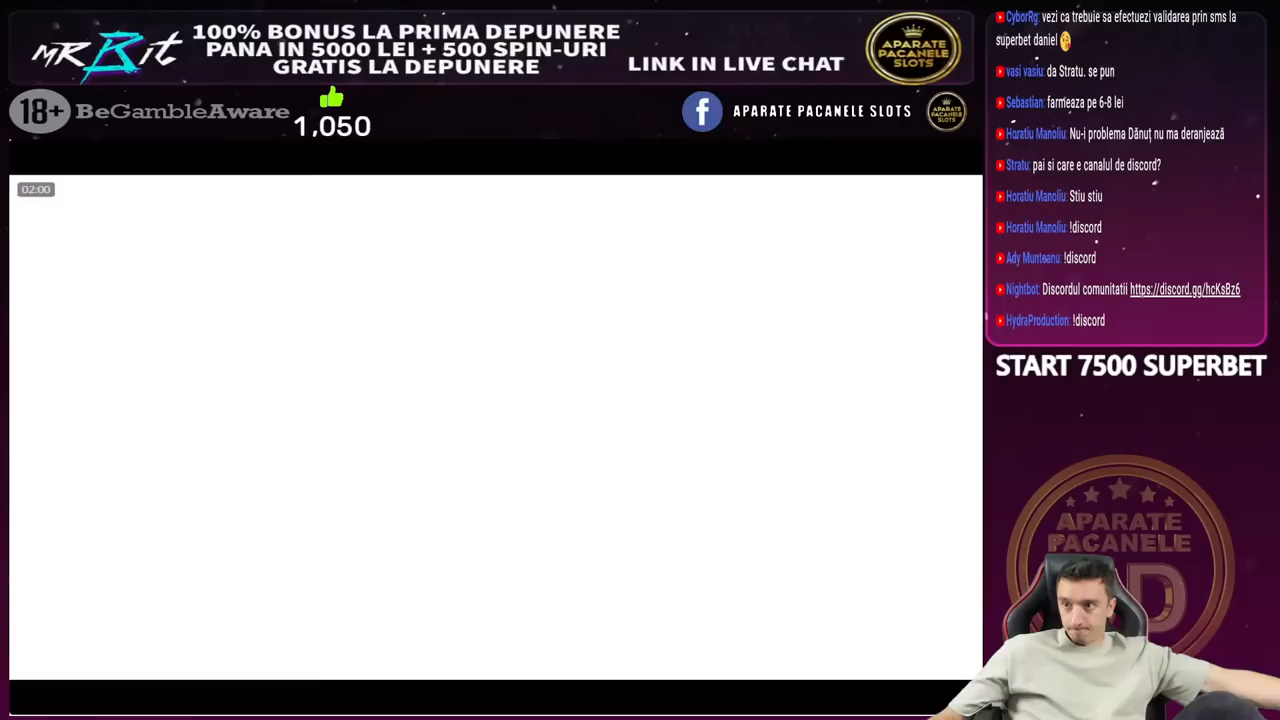 MRBiT
100% BONUS LA PRIMA DEPUNERE
PANA IN 5000 LEI + 500 SPIN-URI
GRATIS LA DEPUNERE
LINK IN LIVE CHAT
APARATE
PACANELE
SLOTS
18+ BeGambleAware
1,050
f APARATE PACANELE SLOTS
APARATE
PACANELE
SLOTS
02:00
CyborRg: vezi ca trebuie sa efectuezi validarea prin sms la
superbet daniel
vasi vasiu: da Stratu. se pun
Sebastian: farmeaza pe 6-8 lei
Horatiu Manoliu: Nu-i problema Dănuț nu ma deranjează
Stratu: pai si care e canalul de discord?
Horatiu Manoliu: Stiu stiu
Horatiu Manoliu: !discord
Ady Munteanu: !discord
Nightbot: Discordul comunitatii https://discord.gg/hcKsBz6
HydraProduction: !discord
START 7500 SUPERBET
APARATE
PACANELE
D